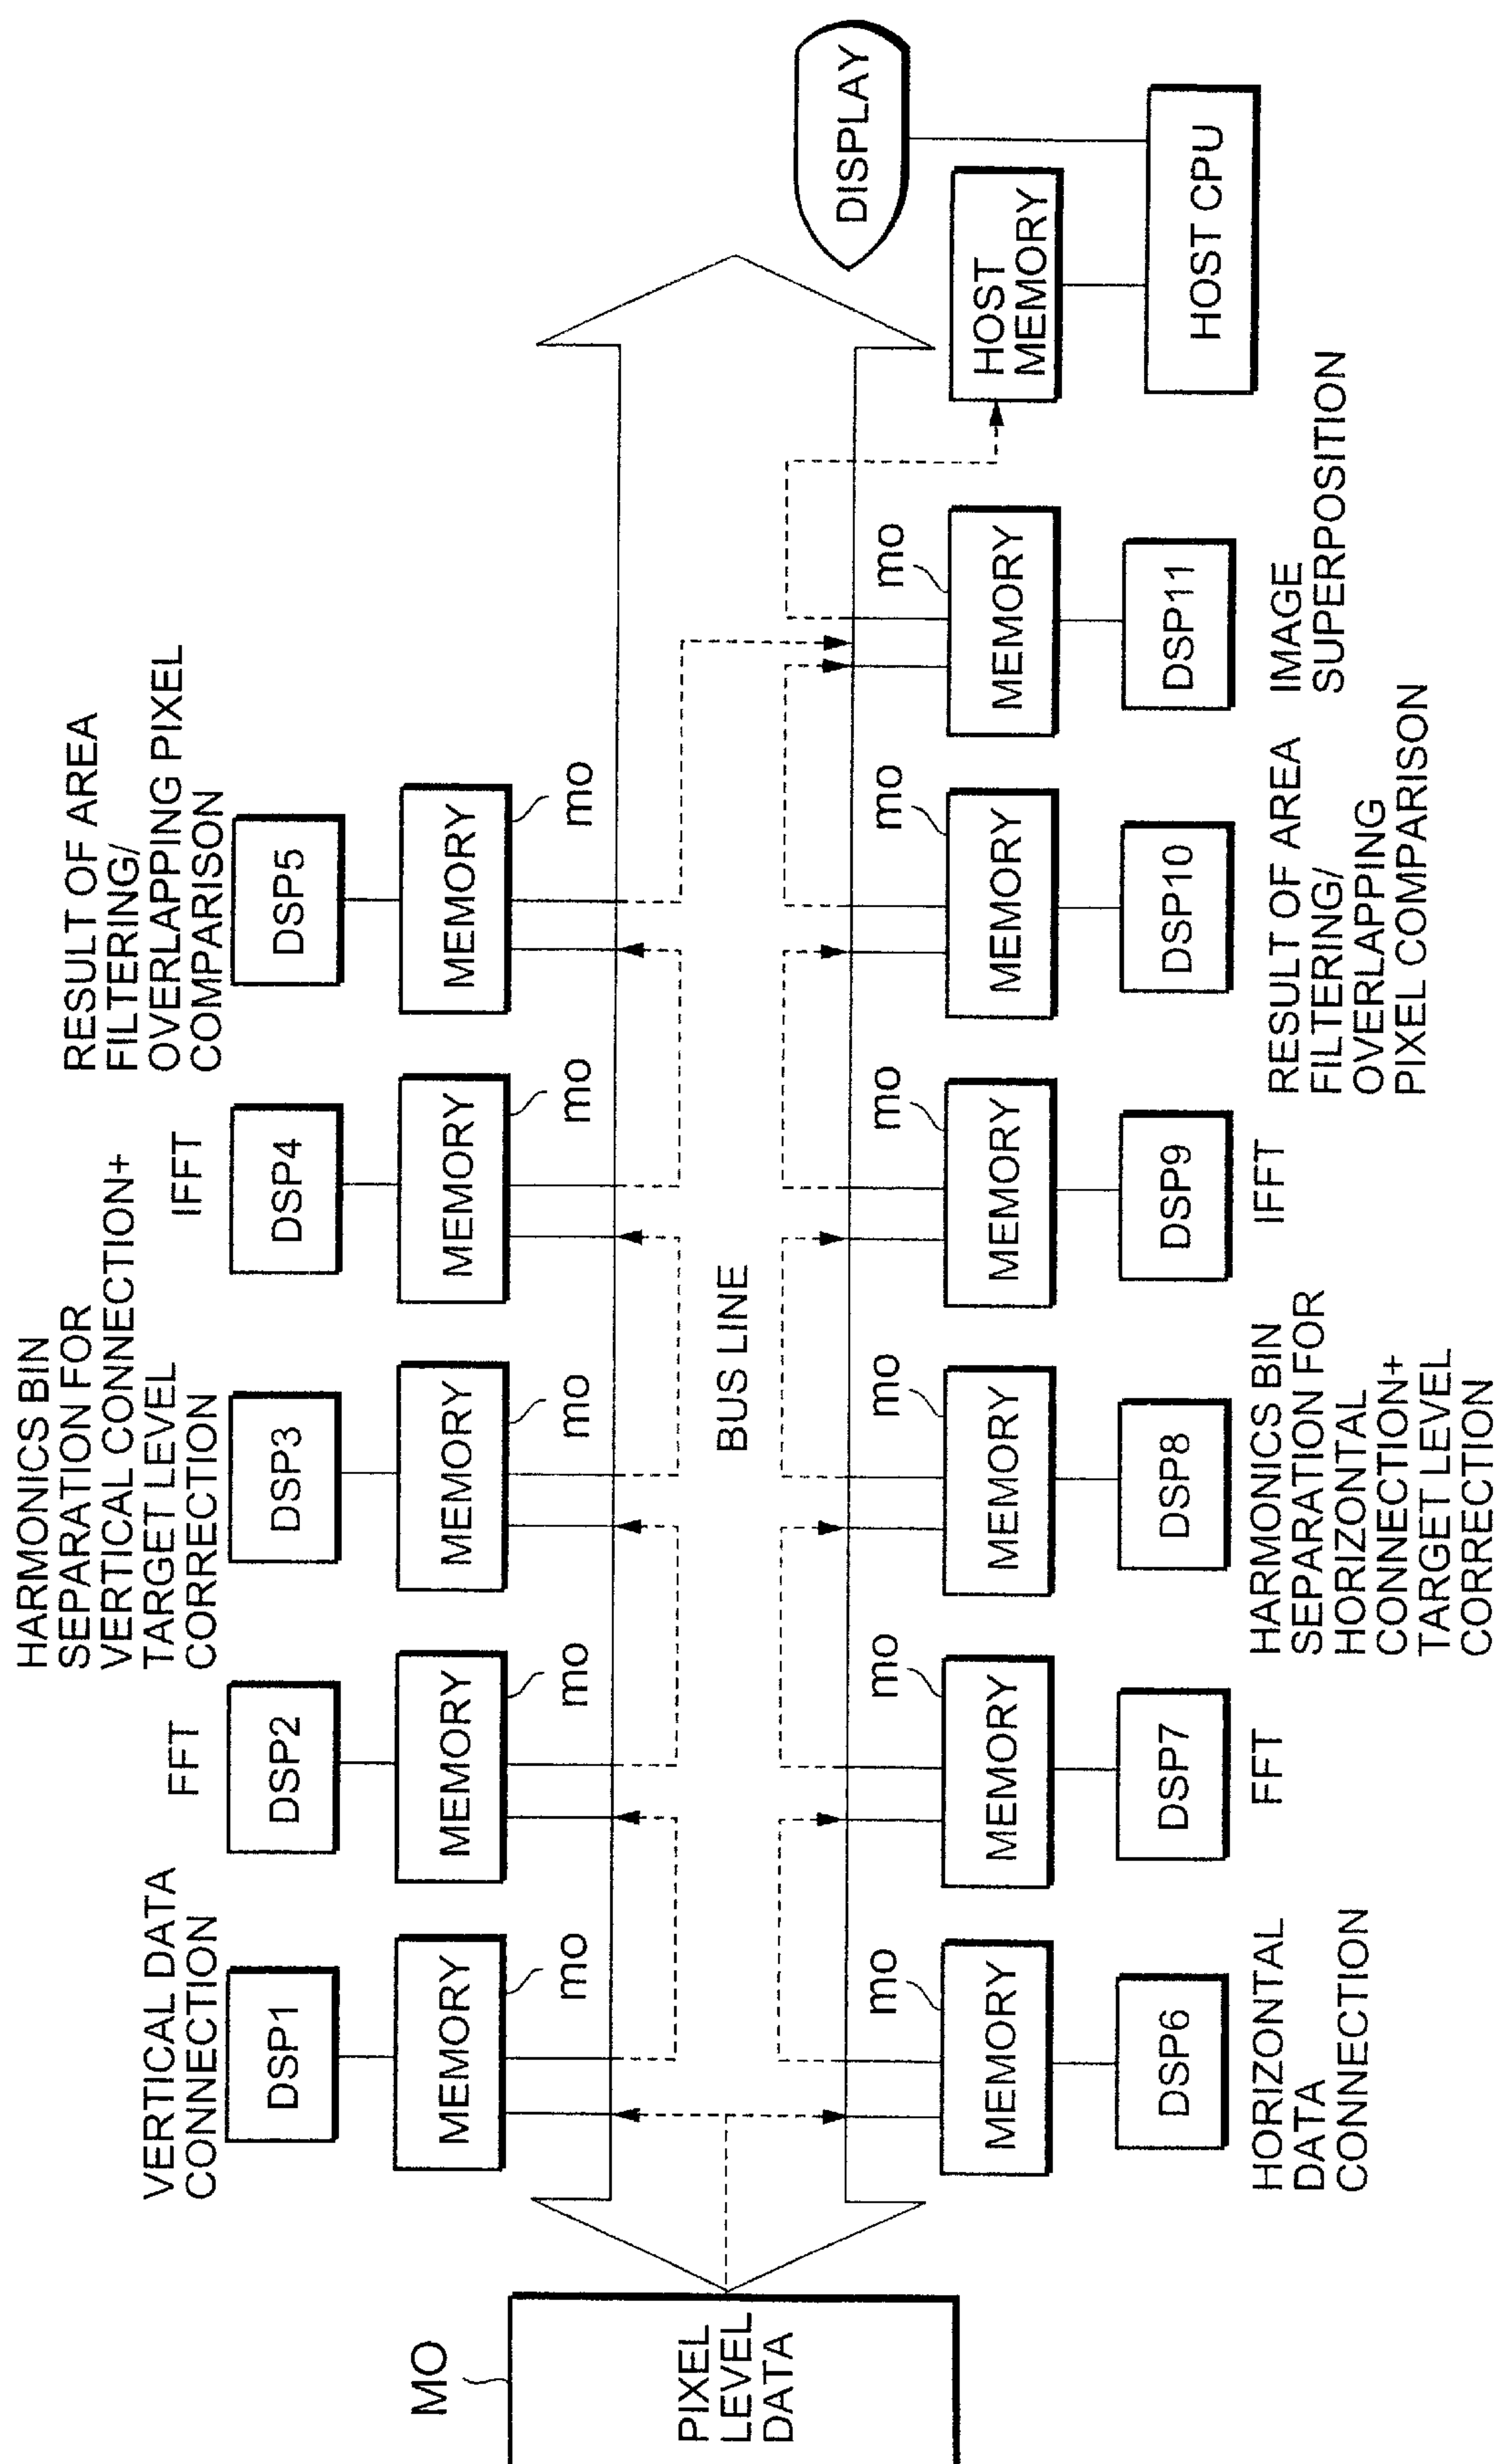 MO
PIXEL
LEVEL
DATA
VERTICAL DATA
CONNECTION
DSP1
MEMORY
mo
FFT
DSP2
MEMORY
mo
HARMONICS BIN
SEPARATION FOR
VERTICAL CONNECTION+
TARGET LEVEL
CORRECTION
DSP3
MEMORY
mo
IFFT
DSP4
MEMORY
mo
RESULT OF AREA
FILTERING/
OVERLAPPING PIXEL
COMPARISON
DSP5
MEMORY
mo
BUS LINE
mo
MEMORY
DSP6
HORIZONTAL
DATA
CONNECTION
mo
MEMORY
DSP7
FFT
mo
MEMORY
DSP8
HARMONICS BIN
SEPARATION FOR
HORIZONTAL
CONNECTION+
TARGET LEVEL
CORRECTION
mo
MEMORY
DSP9
IFFT
mo
MEMORY
DSP10
RESULT OF AREA
FILTERING/
OVERLAPPING
PIXEL COMPARISON
mo
MEMORY
DSP11
IMAGE
SUPERPOSITION
DISPLAY
HOST
MEMORY
HOST CPU